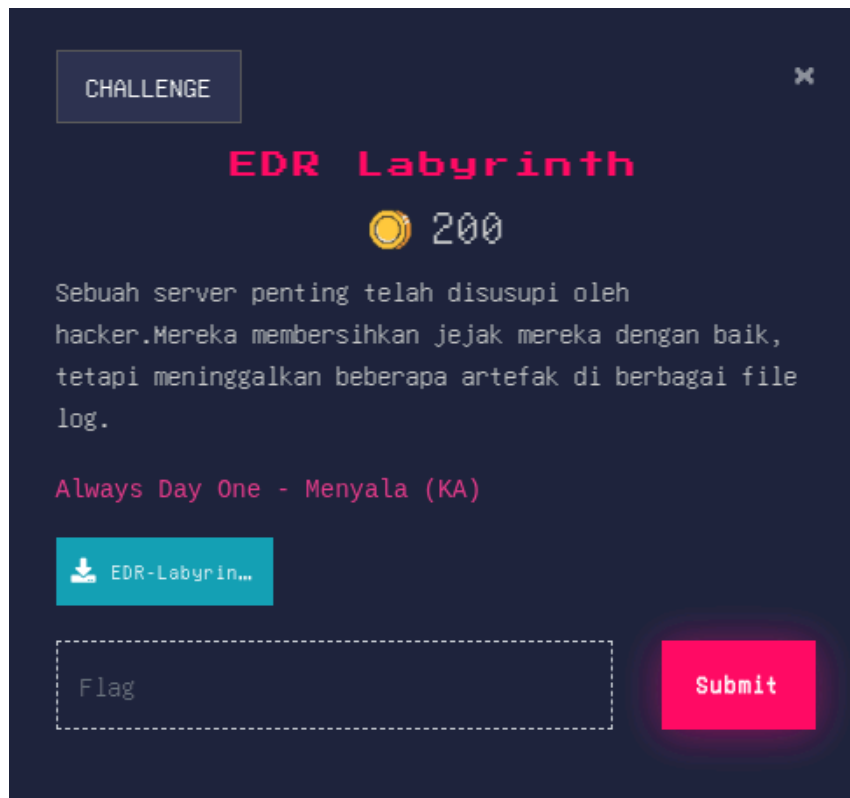 CHALLENGE
×
EDR Labyrinth
200
Sebuah server penting telah disusupi oleh
hacker.Mereka membersihkan jejak mereka dengan baik,
tetapi meninggalkan beberapa artefak di berbagai file
log.
Always Day One - Menyala (KA)
EDR-Labyrin…
Flag
Submit